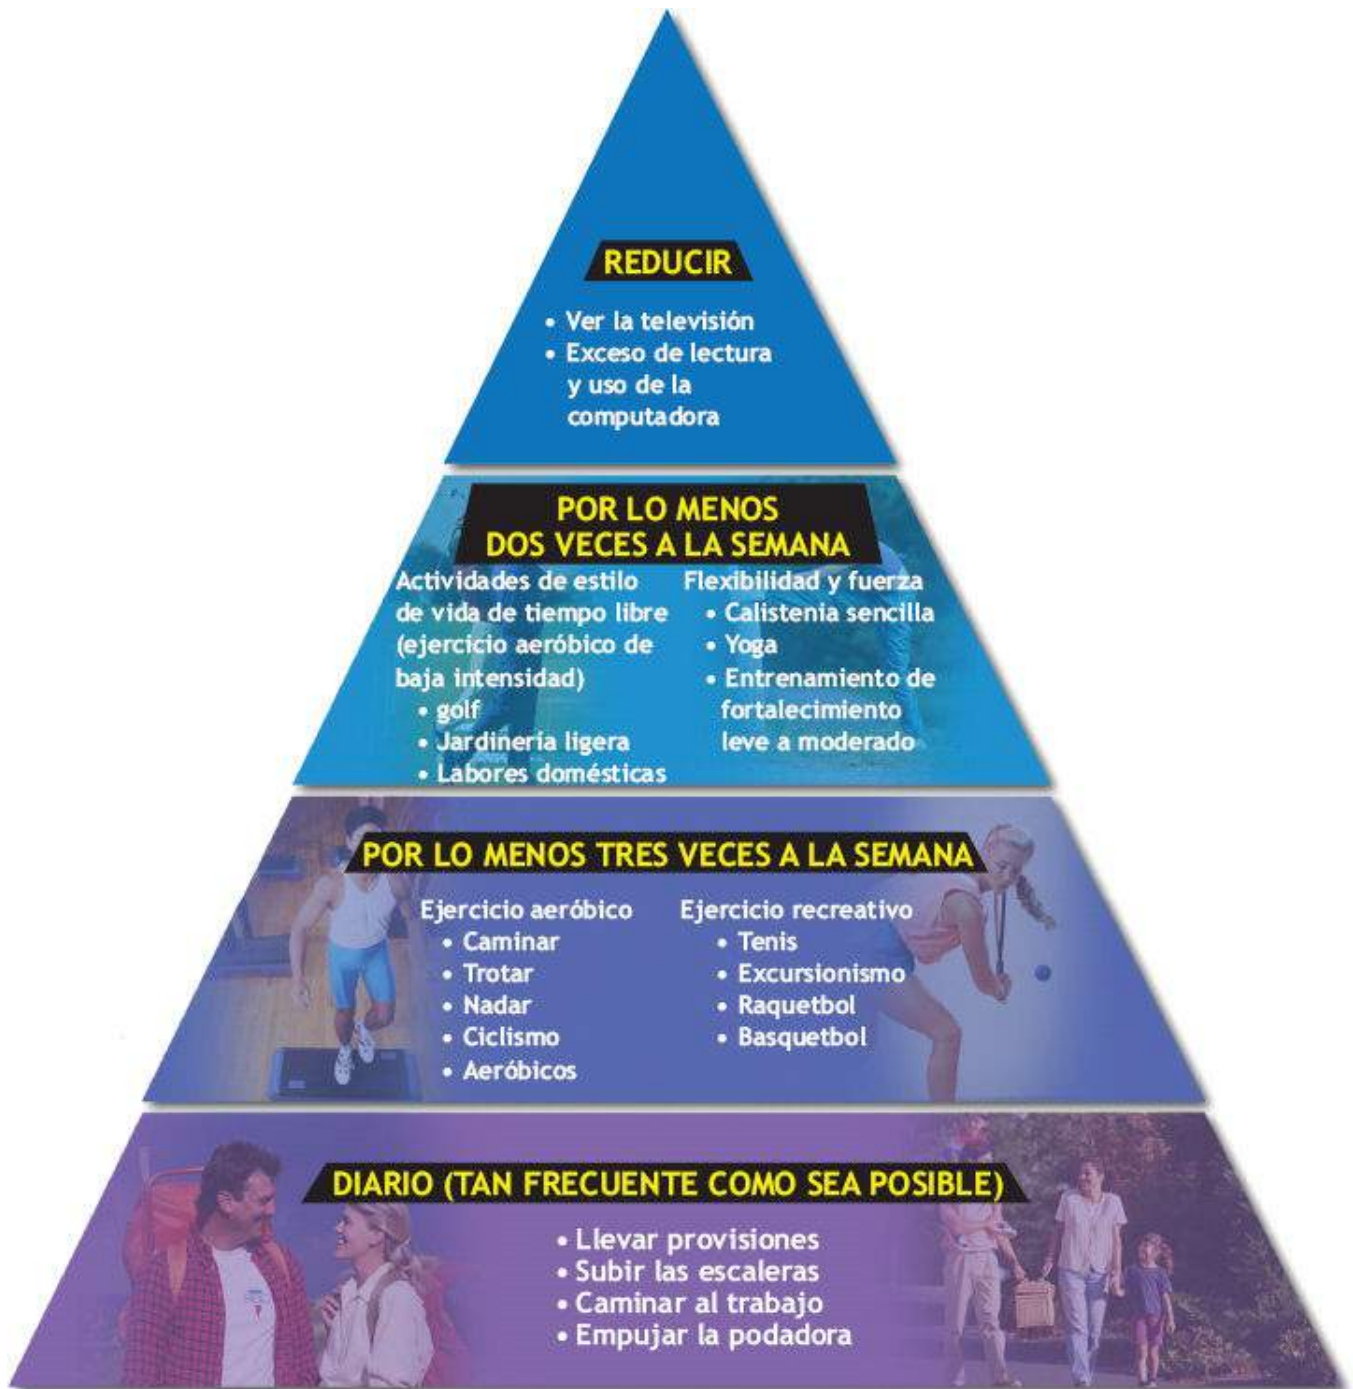 REDUCIR
• Ver la televisión
• Exceso de lectura
y uso de la
computadora
POR LO MENOS
DOS VECES A LA SEMANA
Actividades de estilo
de vida de tiempo libre
(ejercicio aeróbico de
baja intensidad)
• golf
• Jardinería ligera
• Labores domésticas
Flexibilidad y fuerza
• Calistenia sencilla
• Yoga
• Entrenamiento de
fortalecimiento
leve a moderado
POR LO MENOS TRES VECES A LA SEMANA
Ejercicio aeróbico
• Caminar
• Trotar
• Nadar
• Ciclismo
• Aeróbicos
Ejercicio recreativo
• Tenis
• Excursionismo
• Raquetbol
• Basquetbol
DIARIO (TAN FRECUENTE COMO SEA POSIBLE)
• Llevar provisiones
• Subir las escaleras
• Caminar al trabajo
• Empujar la podadora